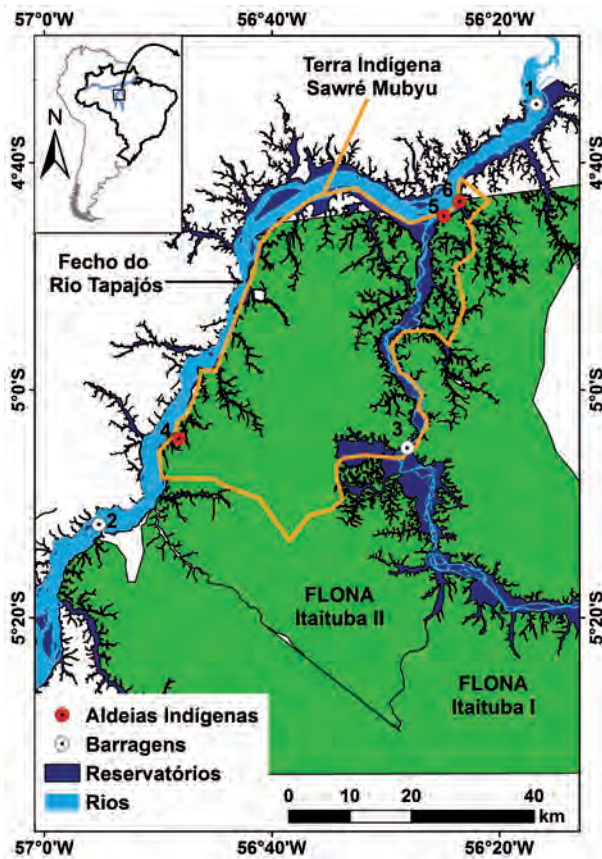 57°0'W 56°40'W 56°20'W
N
Terra Indígena
Sawré Mubyu
1
4°40'S 4°40'S
6
5
Fecho do
Rio Tapajós
5°0'S 5°0'S
4
3
2
FLONA
Itaituba II
5°20'S 5°20'S
FLONA
Itaituba I
Aldeias Indígenas
Barragens
Reservatórios
Rios
0 10 20 40
km
57°0'W 56°40'W 56°20'W